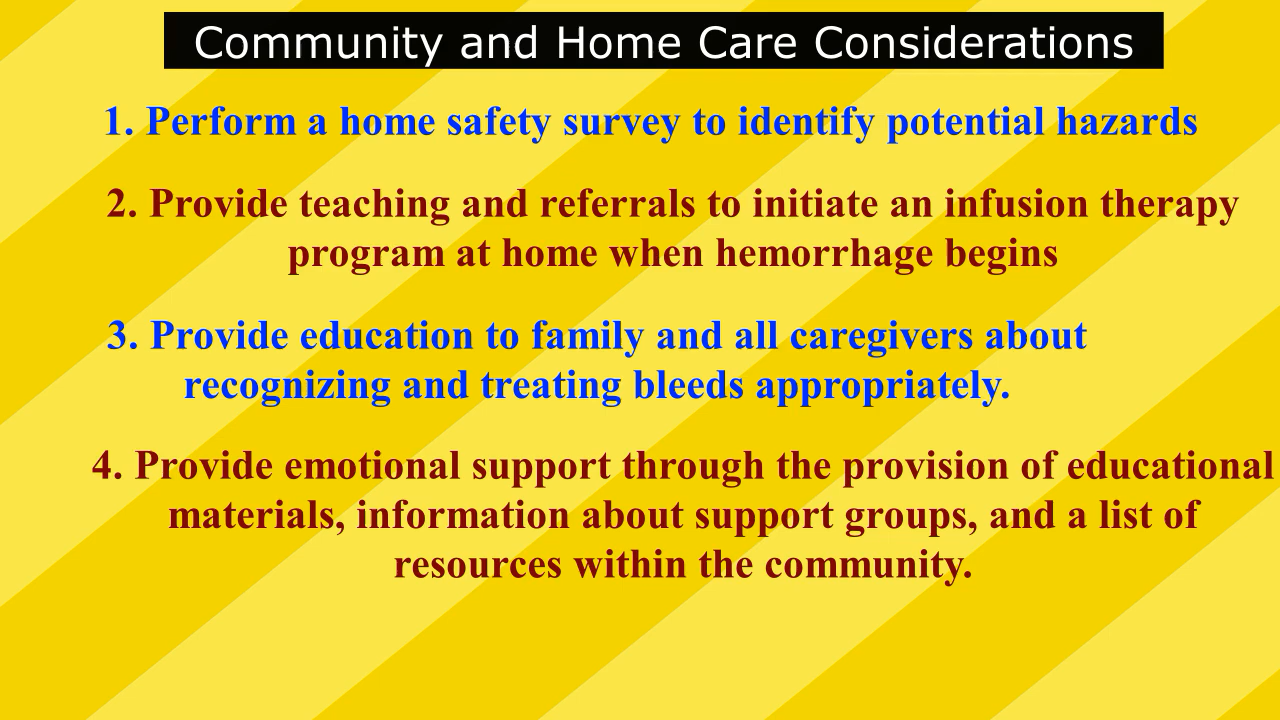 Community and Home Care Considerations
1. Perform a home safety survey to identify potential hazards
2. Provide teaching and referrals to initiate an infusion therapy
program at home when hemorrhage begins
3. Provide education to family and all caregivers about
recognizing and treating bleeds appropriately.
4. Provide emotional support through the provision of educational
materials, information about support groups, and a list of
resources within the community.